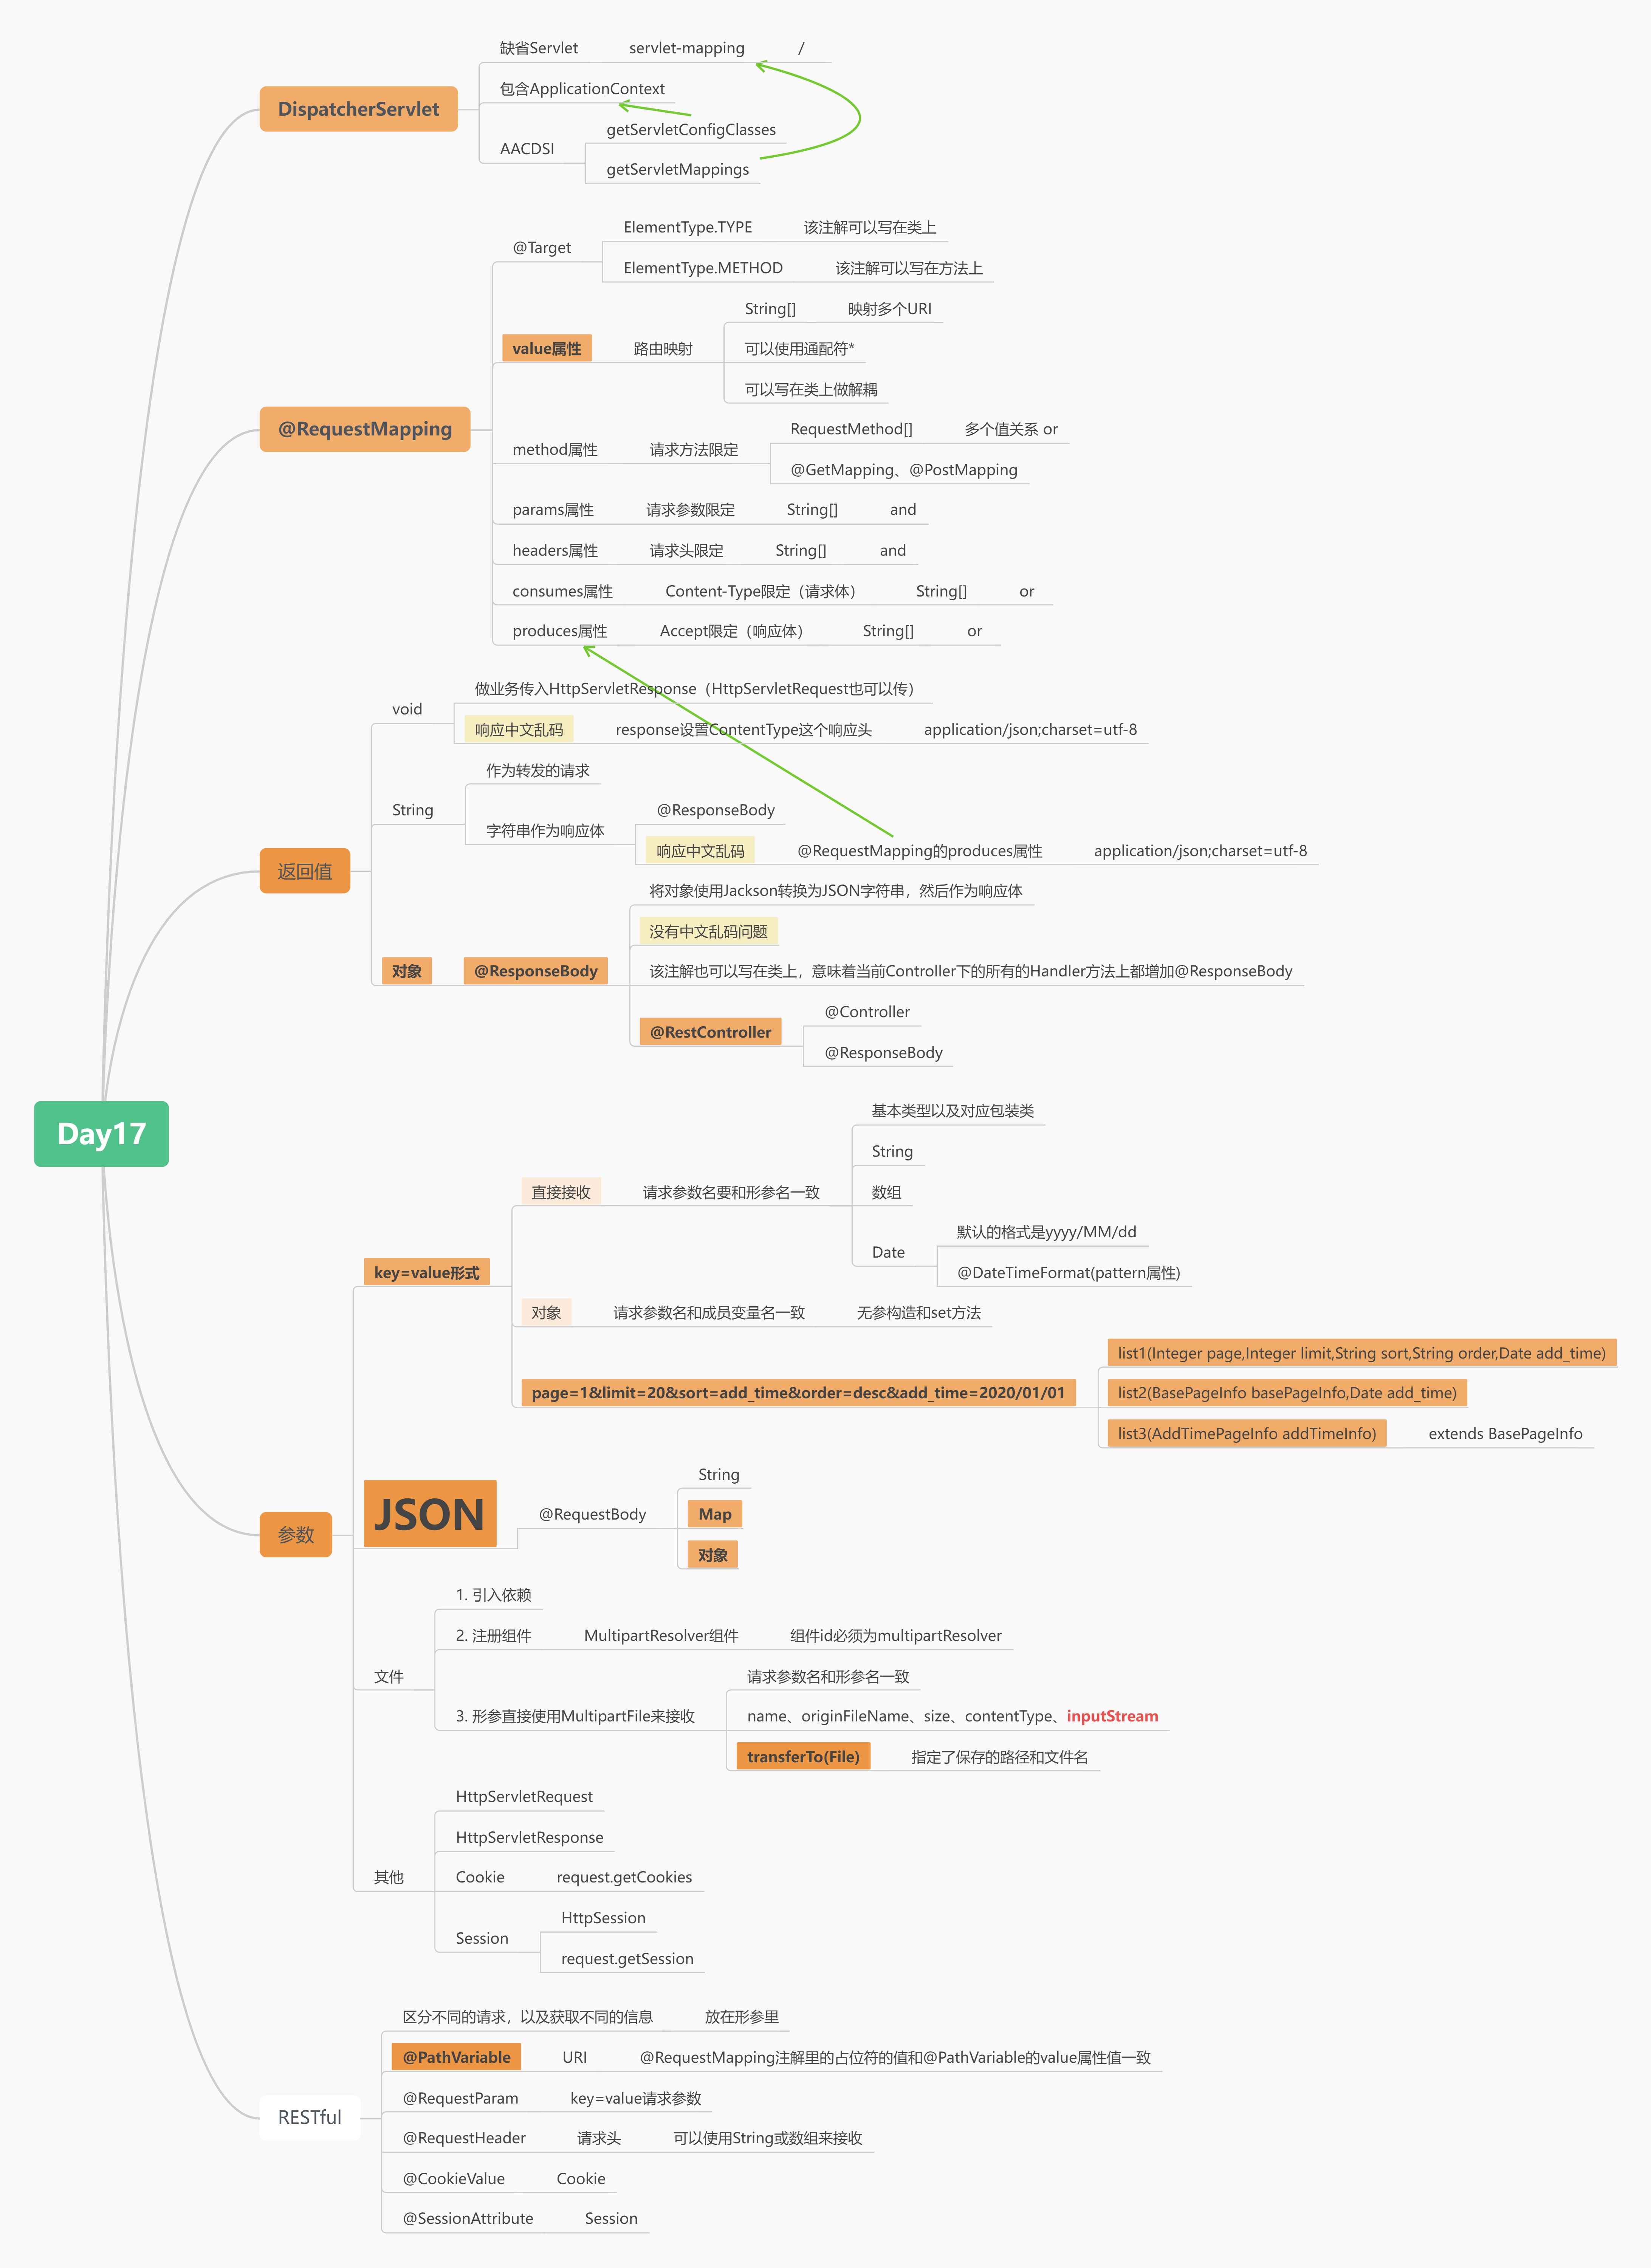 Day17
DispatcherServlet
缺省Servlet servlet-mapping /
包含ApplicationContext
AACDSI
getServletConfigClasses
getServletMappings
@RequestMapping
@Target
ElementType.TYPE 该注解可以写在类上
ElementType.METHOD 该注解可以写在方法上
value属性 路由映射
String[] 映射多个URI
可以使用通配符*
可以写在类上做解耦
method属性 请求方法限定
RequestMethod[] 多个值关系 or
@GetMapping、@PostMapping
params属性 请求参数限定 String[] and
headers属性 请求头限定 String[] and
consumes属性 Content-Type限定（请求体） String[] or
produces属性 Accept限定（响应体） String[] or
返回值
void
做业务传入HttpServletResponse（HttpServletRequest也可以传）
响应中文乱码 response设置ContentType这个响应头 application/json;charset=utf-8
String
作为转发的请求
字符串作为响应体
@ResponseBody
响应中文乱码 @RequestMapping的produces属性 application/json;charset=utf-8
对象 @ResponseBody
将对象使用Jackson转换为JSON字符串，然后作为响应体
没有中文乱码问题
该注解也可以写在类上，意味着当前Controller下的所有的Handler方法上都增加@ResponseBody
@RestController
@Controller
@ResponseBody
参数
key=value形式
直接接收 请求参数名要和形参名一致
基本类型以及对应包装类
String
数组
Date
默认的格式是yyyy/MM/dd
@DateTimeFormat(pattern属性)
对象 请求参数名和成员变量名一致 无参构造和set方法
page=1&limit=20&sort=add_time&order=desc&add_time=2020/01/01
list1(Integer page,Integer limit,String sort,String order,Date add_time)
list2(BasePageInfo basePageInfo,Date add_time)
list3(AddTimePageInfo addTimeInfo) extends BasePageInfo
JSON
@RequestBody
String
Map
对象
文件
1. 引入依赖
2. 注册组件 MultipartResolver组件 组件id必须为multipartResolver
3. 形参直接使用MultipartFile来接收
请求参数名和形参名一致
name、originFileName、size、contentType、inputStream
transferTo(File) 指定了保存的路径和文件名
其他
HttpServletRequest
HttpServletResponse
Cookie request.getCookies
Session
HttpSession
request.getSession
RESTful
区分不同的请求，以及获取不同的信息 放在形参里
@PathVariable URI @RequestMapping注解里的占位符的值和@PathVariable的value属性值一致
@RequestParam key=value请求参数
@RequestHeader 请求头 可以使用String或数组来接收
@CookieValue Cookie
@SessionAttribute Session